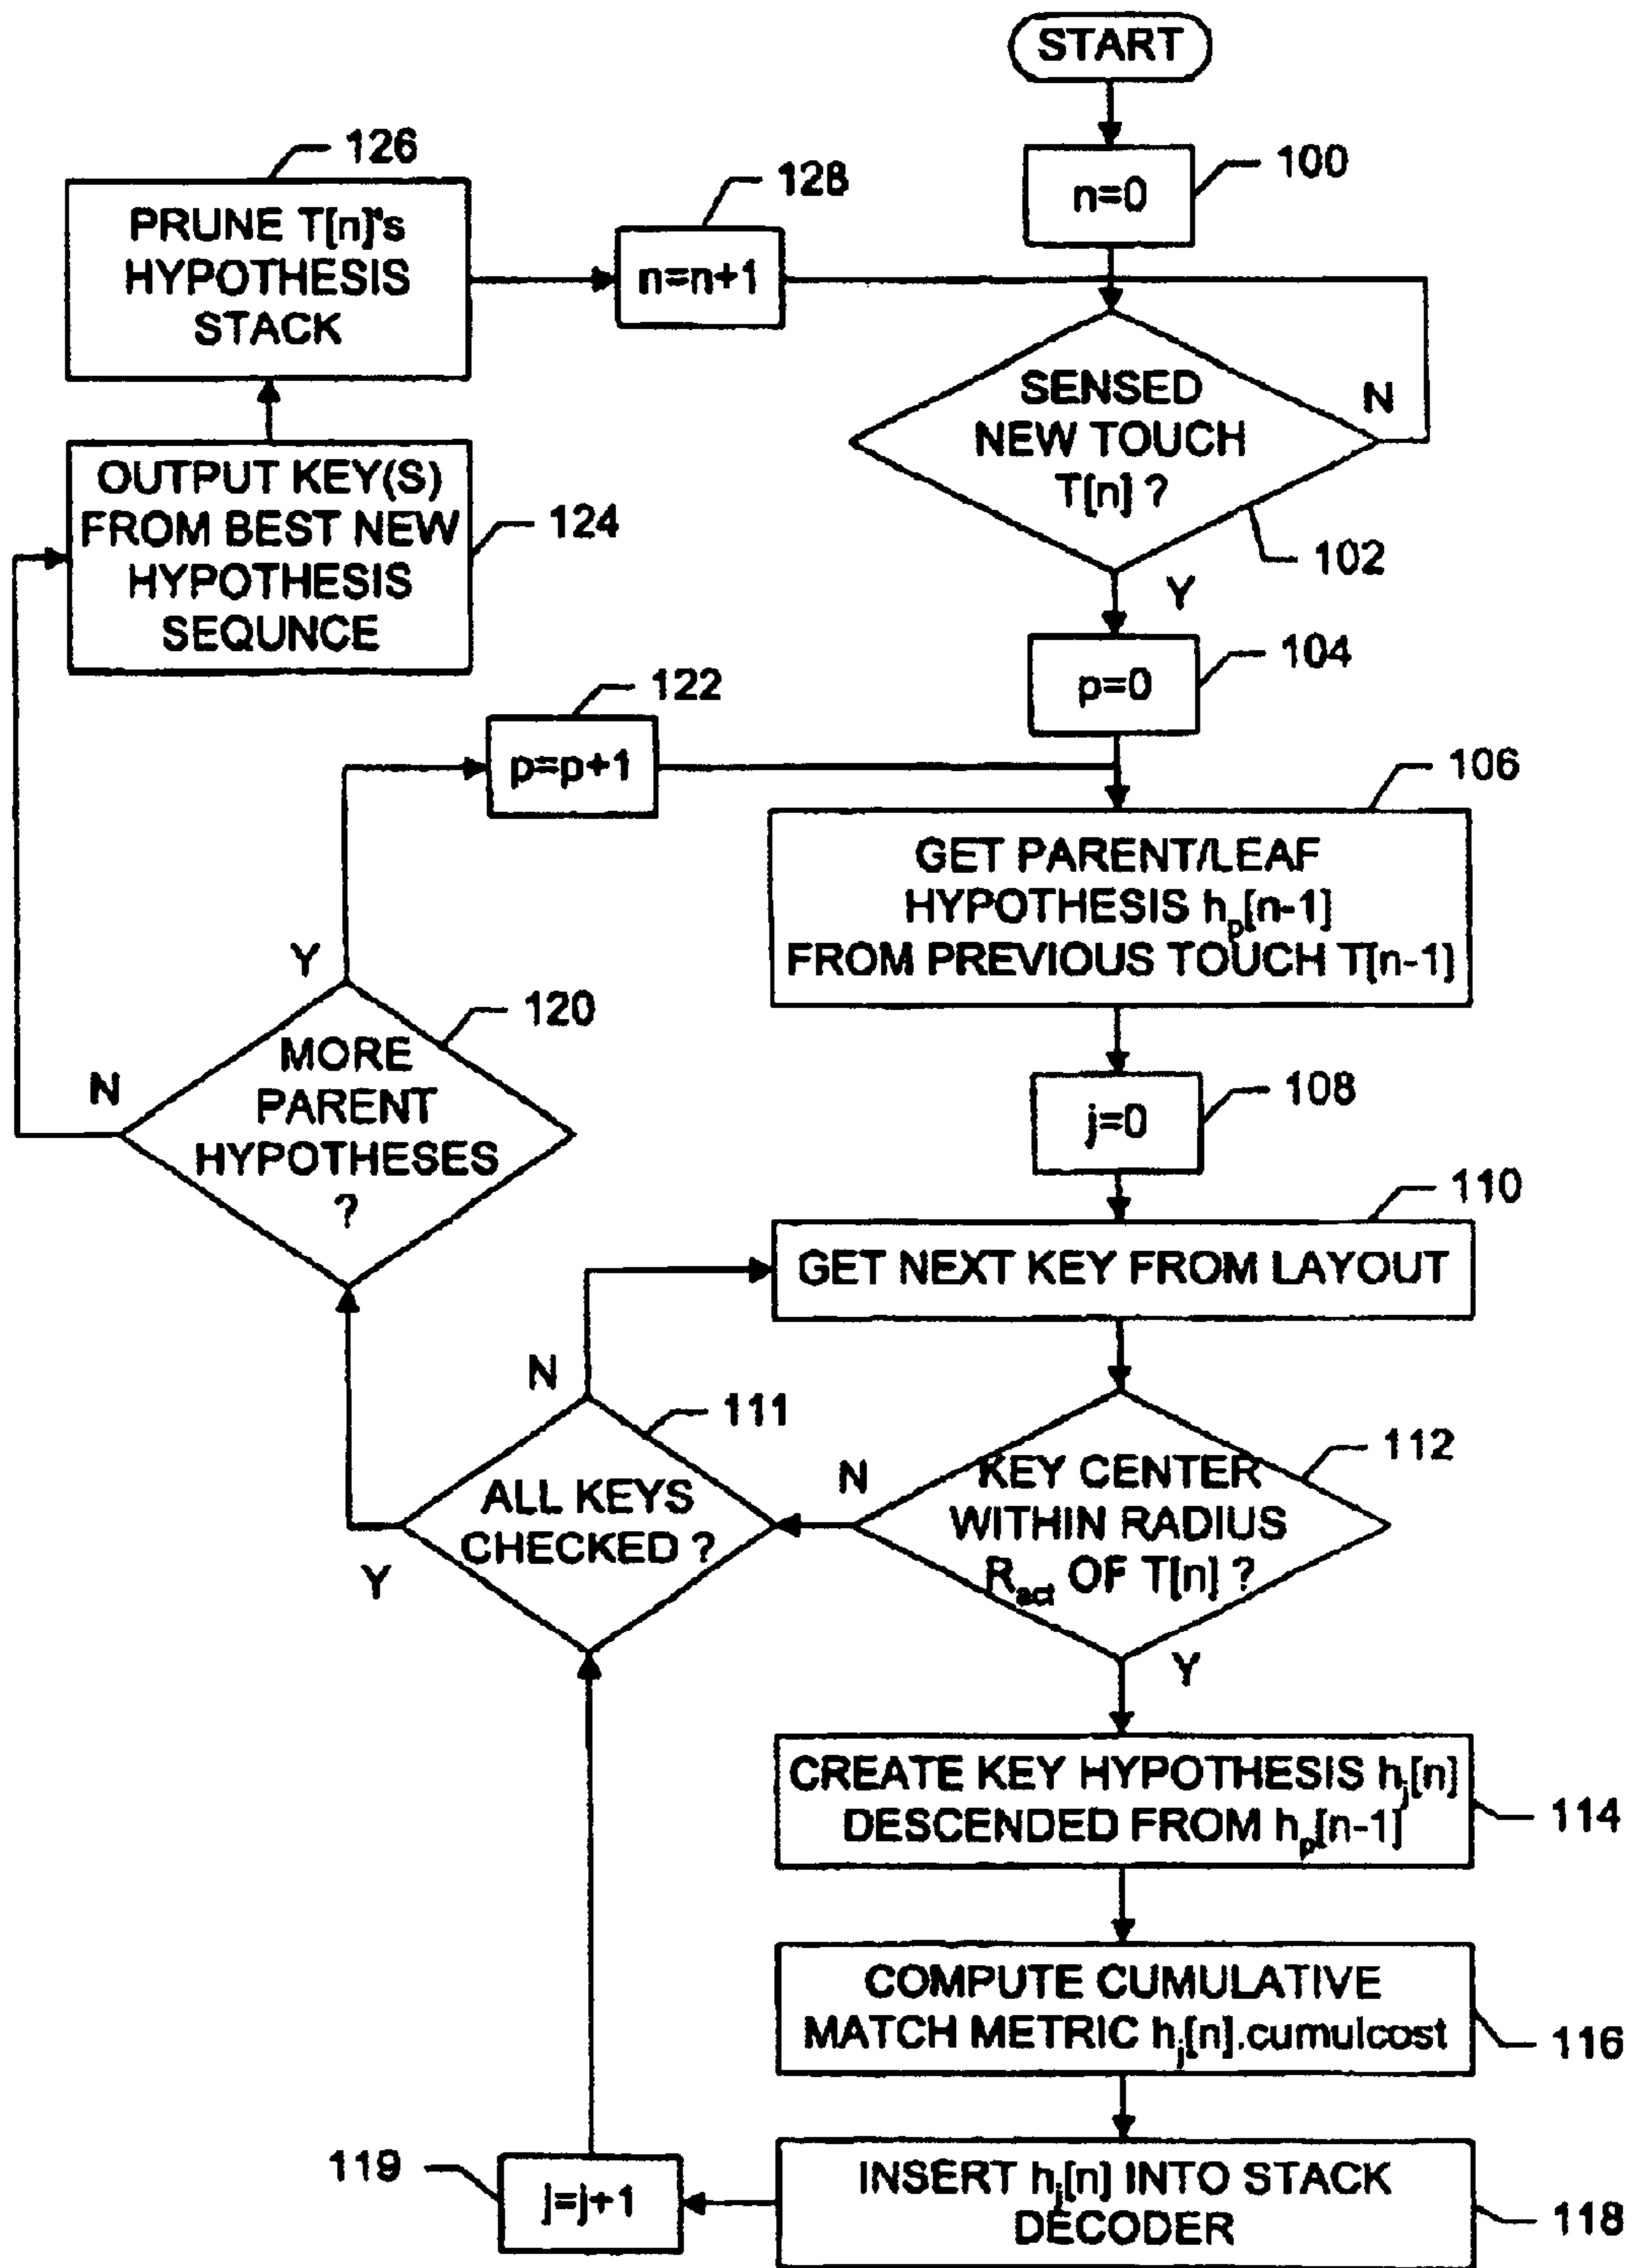 START
100
n=0
126
128
PRUNE T[n]'s
HYPOTHESIS
STACK
n=n+1
SENSED
NEW TOUCH
T[n] ?
N
102
Y
OUTPUT KEY(S)
FROM BEST NEW
HYPOTHESIS
SEQUNCE
124
104
p=0
122
p=p+1
106
GET PARENT/LEAF
HYPOTHESIS hp[n-1]
FROM PREVIOUS TOUCH T[n-1]
Y
120
MORE
PARENT
HYPOTHESES
?
N
108
j=0
110
GET NEXT KEY FROM LAYOUT
N
111
ALL KEYS
CHECKED ?
Y
112
N
KEY CENTER
WITHIN RADIUS
Ract OF T[n] ?
Y
CREATE KEY HYPOTHESIS hj[n]
DESCENDED FROM hp[n-1]
114
COMPUTE CUMULATIVE
MATCH METRIC hj[n].cumulcost
116
119
j=j+1
INSERT hj[n] INTO STACK
DECODER
118